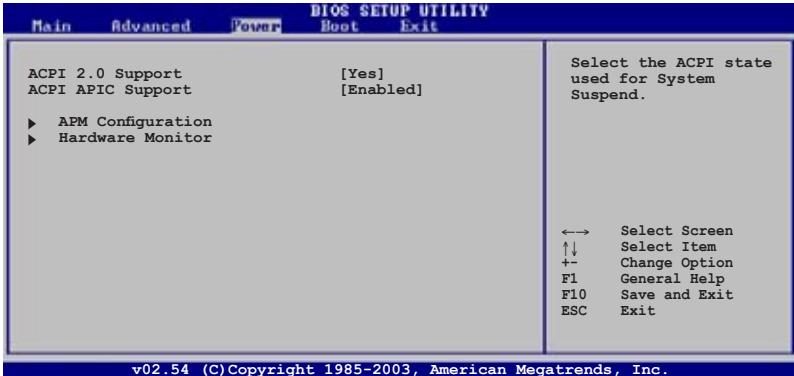 BIOS SETUP UTILITY
Main Advanced Power Boot Exit
ACPI 2.0 Support [Yes]
ACPI APIC Support [Enabled]
APM Configuration
Hardware Monitor
Select the ACPI state
used for System
Suspend.
←→ Select Screen
↑↓ Select Item
+- Change Option
F1 General Help
F10 Save and Exit
ESC Exit
v02.54 (C)Copyright 1985-2003, American Megatrends, Inc.